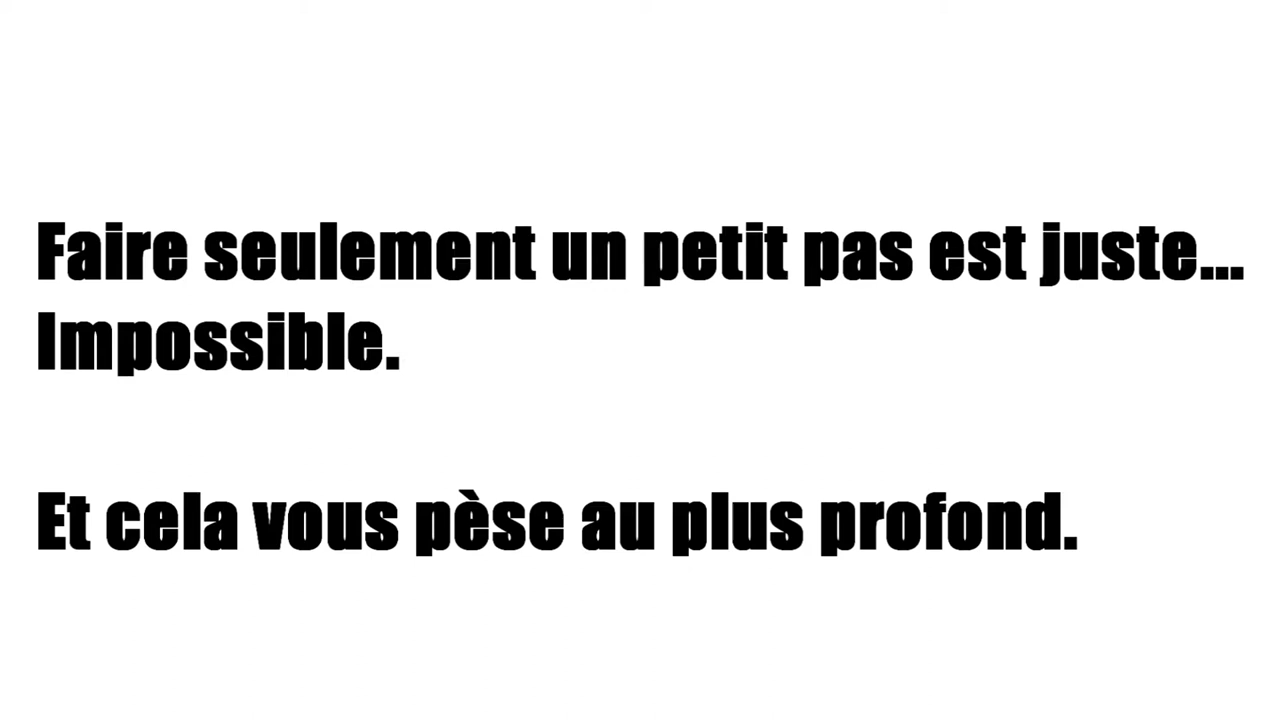 Faire seulement un petit pas est juste...
Impossible.
Et cela vous pèse au plus profond.